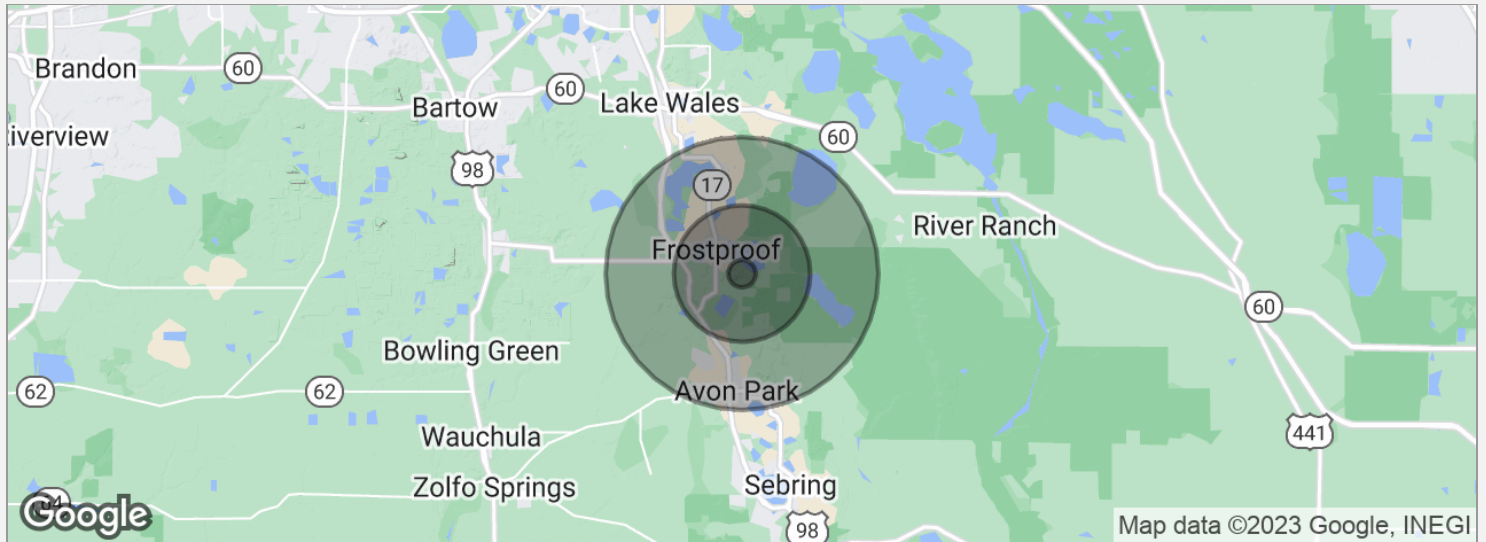 Brandon
60
60
Bartow
Lake Wales
60
iverview
98
17
River Ranch
Frostproof
60
Bowling Green
62
62
Avon Park
441
Wauchula
Zolfo Springs
Sebring
64
Google
98
Map data ©2023 Google, INEGI